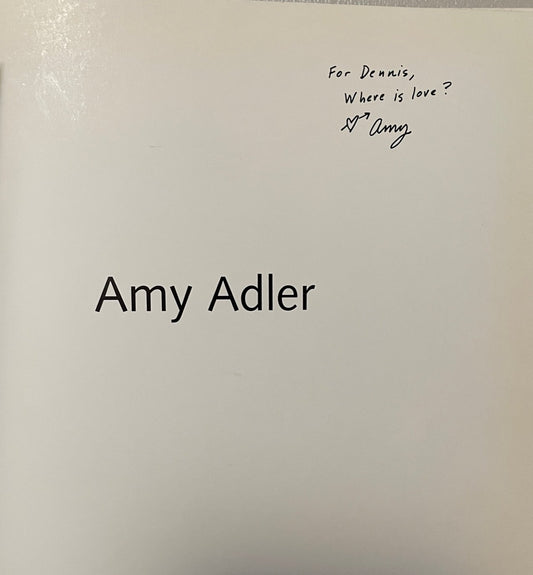 For Dennis,
Where is love?
Amy
Amy Adler